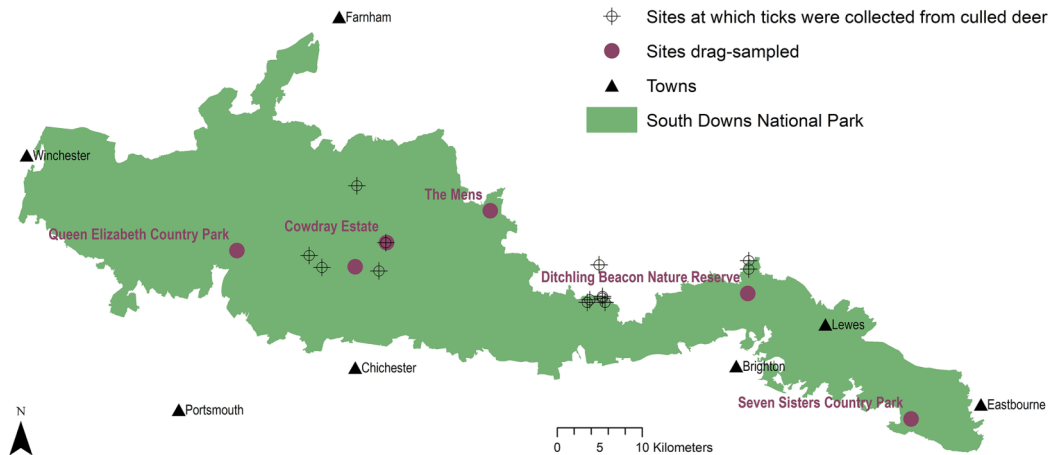 Farnham
Sites at which ticks were collected from culled deer
Sites drag-sampled
Towns
South Downs National Park
Winchester
The Mens
Cowdray Estate
Queen Elizabeth Country Park
Ditchling Beacon Nature Reserve
Lewes
Chichester
Brighton
Portsmouth
Seven Sisters Country Park
Eastbourne
N
0 5 10 Kilometers